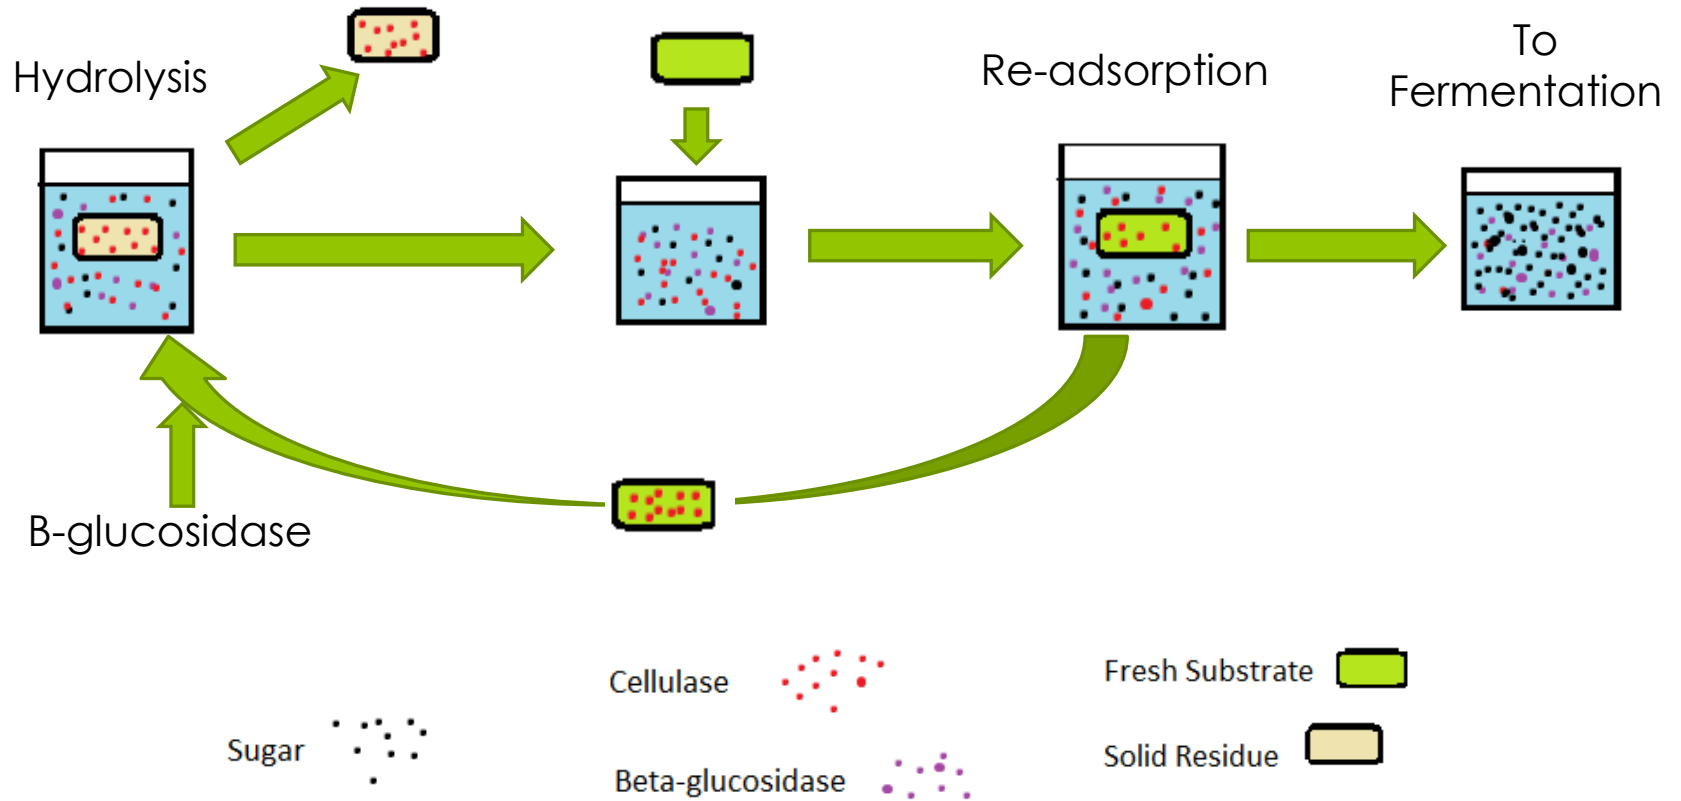 Hydrolysis
Re-adsorption
To
Fermentation
B-glucosidase
Sugar
Cellulase
Beta-glucosidase
Fresh Substrate
Solid Residue